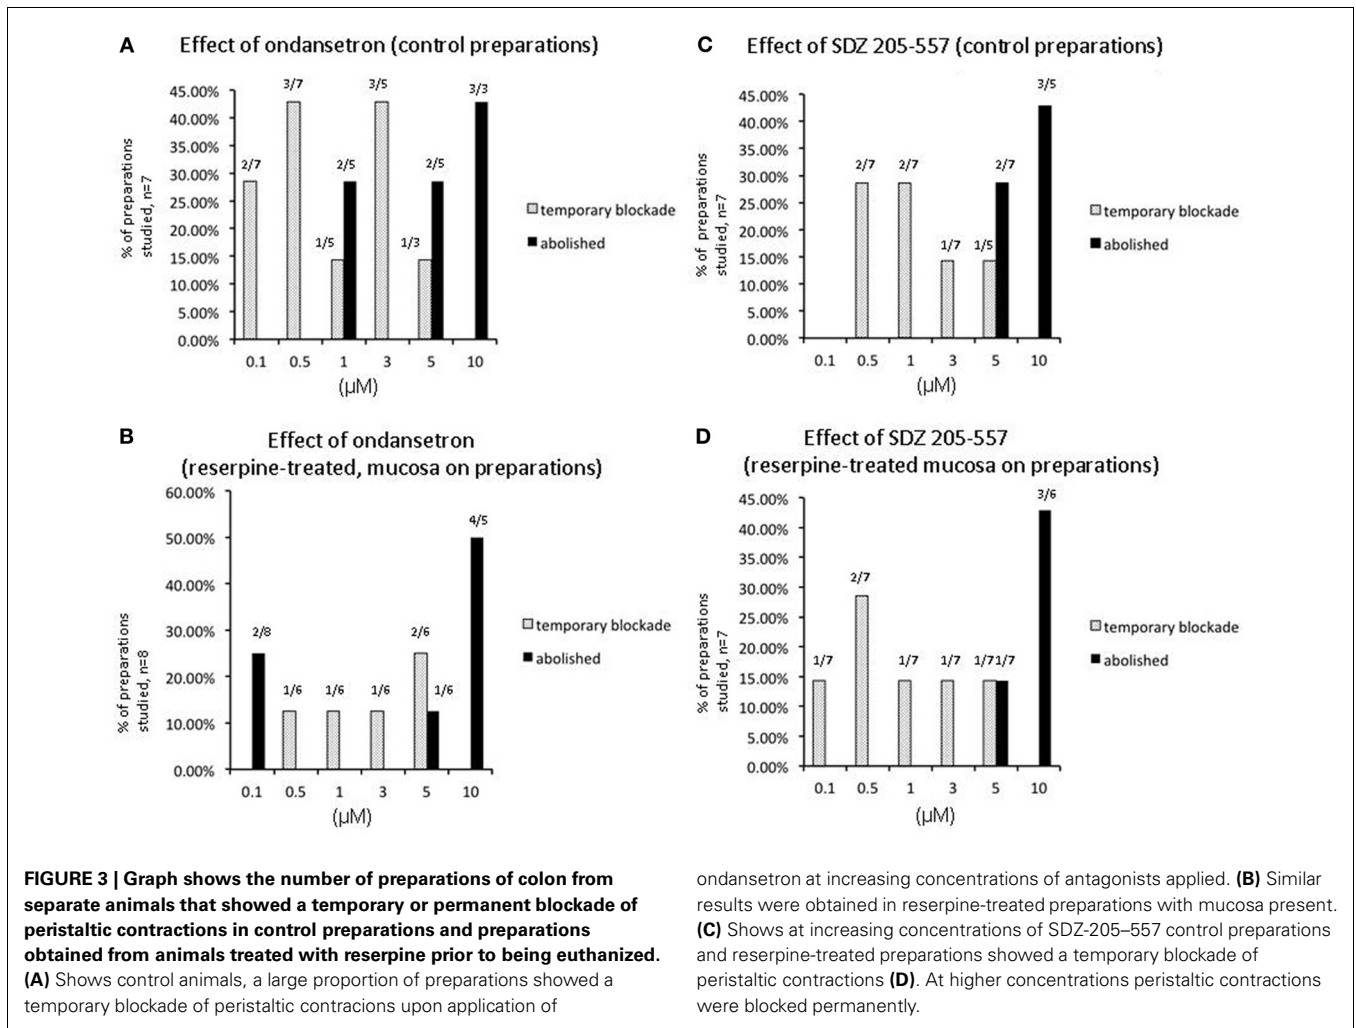 A
Effect of ondansetron (control preparations)
45.00%
40.00%
35.00%
30.00%
25.00%
20.00%
15.00%
10.00%
5.00%
0.00%
% of preparations
studied, n=7
2/7
3/7
1/5
2/5
3/5
1/3
2/5
3/3
0.1 0.5 1 3 5 10
(µM)
temporary blockade
abolished
C
Effect of SDZ 205-557 (control preparations)
45.00%
40.00%
35.00%
30.00%
25.00%
20.00%
15.00%
10.00%
5.00%
0.00%
% of preparations
studied, n=7
2/7
2/7
1/7
1/5
2/7
3/5
0.1 0.5 1 3 5 10
(µM)
temporary blockade
abolished
B
Effect of ondansetron
(reserpine-treated, mucosa on preparations)
60.00%
50.00%
40.00%
30.00%
20.00%
10.00%
0.00%
% of preparations
studied, n=8
2/8
1/6
1/6
1/6
2/6
1/6
4/5
0.1 0.5 1 3 5 10
(µM)
temporary blockade
abolished
D
Effect of SDZ 205-557
(reserpine-treated mucosa on preparations)
45.00%
40.00%
35.00%
30.00%
25.00%
20.00%
15.00%
10.00%
5.00%
0.00%
% of preparations
studied, n=7
1/7
2/7
1/7
1/7
1/7
1/7
3/6
0.1 0.5 1 3 5 10
(µM)
temporary blockade
abolished
FIGURE 3 | Graph shows the number of preparations of colon from
separate animals that showed a temporary or permanent blockade of
peristaltic contractions in control preparations and preparations
obtained from animals treated with reserpine prior to being euthanized.
(A) Shows control animals, a large proportion of preparations showed a
temporary blockade of peristaltic contracions upon application of
ondansetron at increasing concentrations of antagonists applied. (B) Similar
results were obtained in reserpine-treated preparations with mucosa present.
(C) Shows at increasing concentrations of SDZ-205–557 control preparations
and reserpine-treated preparations showed a temporary blockade of
peristaltic contractions (D). At higher concentrations peristaltic contractions
were blocked permanently.